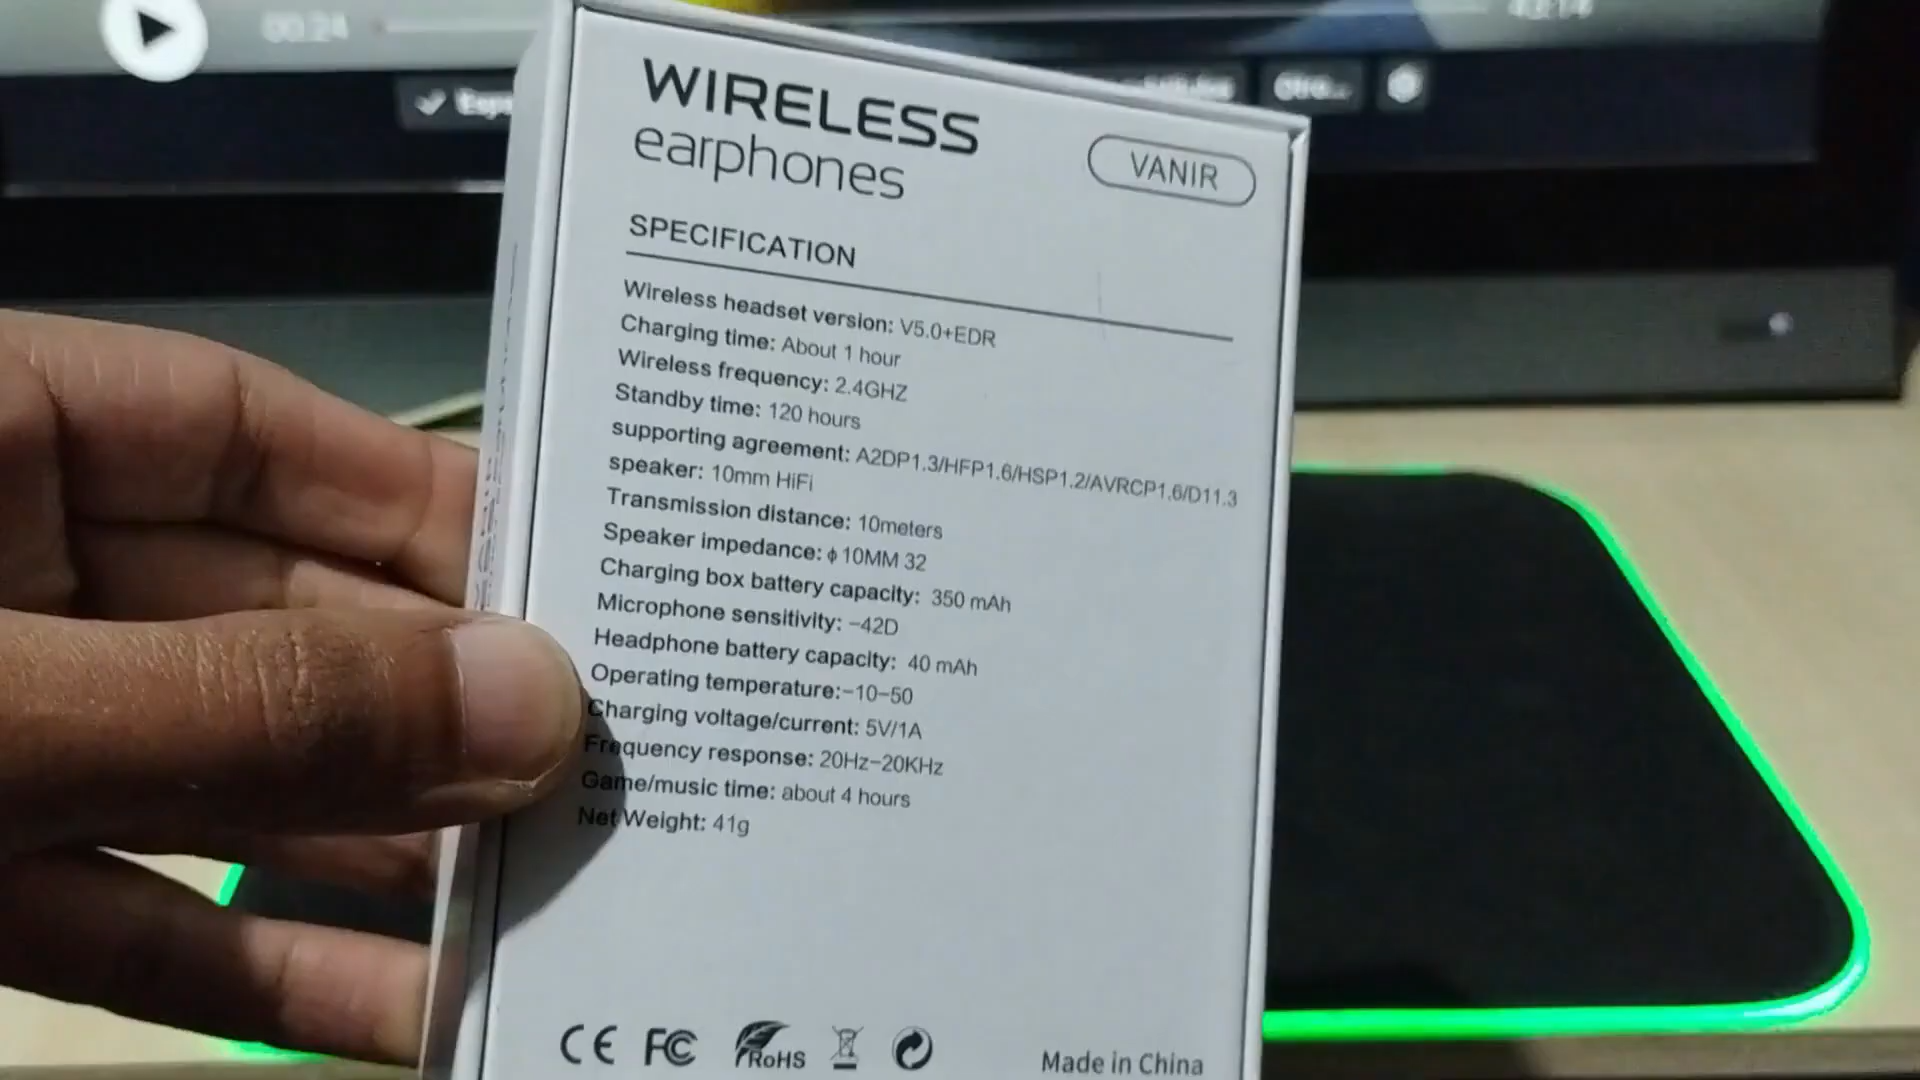 00:24
43:14
Otro...
WIRELESS
earphones
VANIR
SPECIFICATION
Wireless headset version: V5.0+EDR
Charging time: About 1 hour
Wireless frequency: 2.4GHZ
Standby time: 120 hours
supporting agreement: A2DP1.3/HFP1.6/HSP1.2/AVRCP1.6/D11.3
speaker: 10mm HiFi
Transmission distance: 10meters
Speaker impedance: ϕ10MM 32
Charging box battery capacity: 350 mAh
Microphone sensitivity: -42D
Headphone battery capacity: 40 mAh
Operating temperature:-10-50
Charging voltage/current: 5V/1A
Frequency response: 20Hz-20KHz
Game/music time: about 4 hours
Net Weight: 41g
CE FC RoHS
Made in China